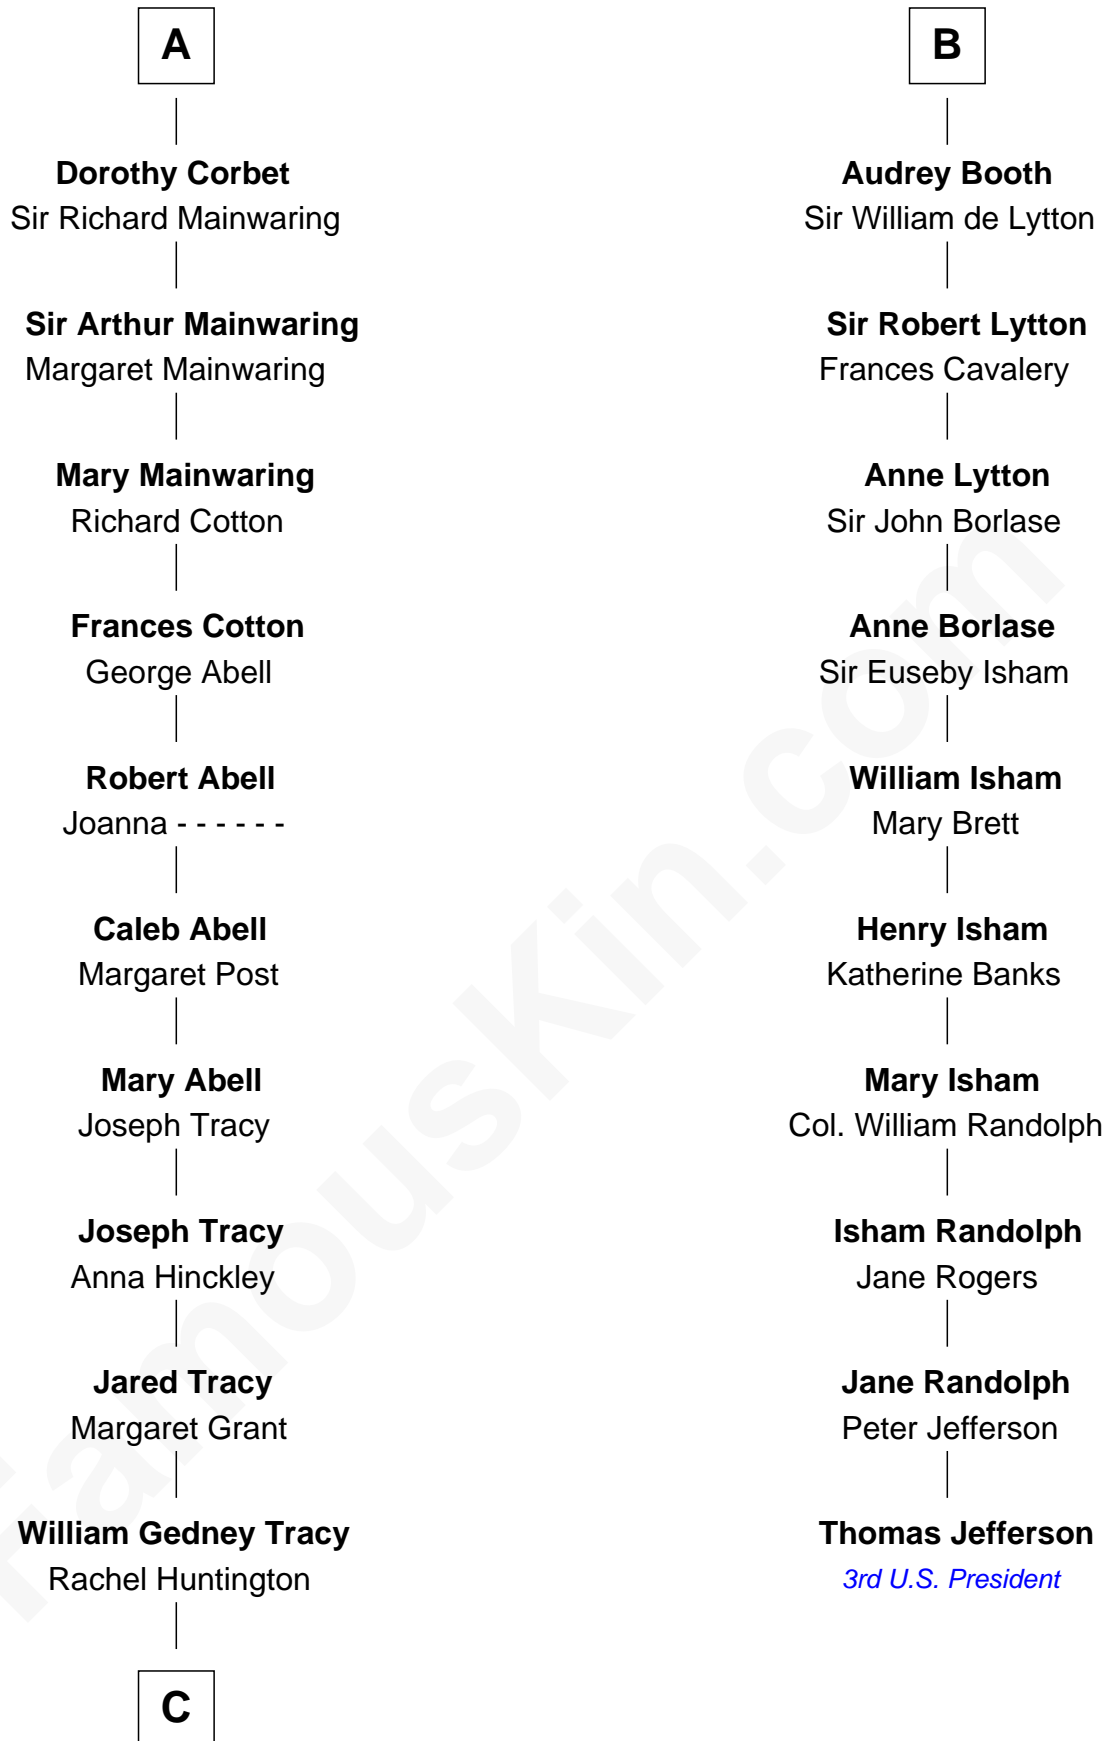 A
Dorothy Corbet
Sir Richard Mainwaring
Sir Arthur Mainwaring
Margaret Mainwaring
Mary Mainwaring
Richard Cotton
Frances Cotton
George Abell
Robert Abell
Joanna - - - - - -
Caleb Abell
Margaret Post
Mary Abell
Joseph Tracy
Joseph Tracy
Anna Hinckley
Jared Tracy
Margaret Grant
William Gedney Tracy
Rachel Huntington
C
B
Audrey Booth
Sir William de Lytton
Sir Robert Lytton
Frances Cavalery
Anne Lytton
Sir John Borlase
Anne Borlase
Sir Euseby Isham
William Isham
Mary Brett
Henry Isham
Katherine Banks
Mary Isham
Col. William Randolph
Isham Randolph
Jane Rogers
Jane Randolph
Peter Jefferson
Thomas Jefferson
3rd U.S. President
FamousKin.com